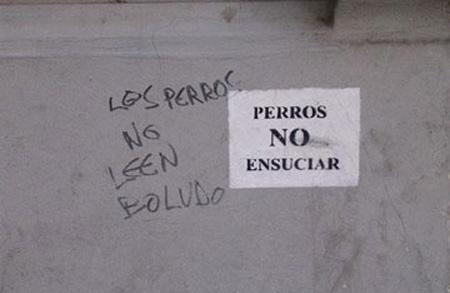 LOS PERROS
NO
LEEN
BOLUDO
PERROS
NO
ENSUCIAR